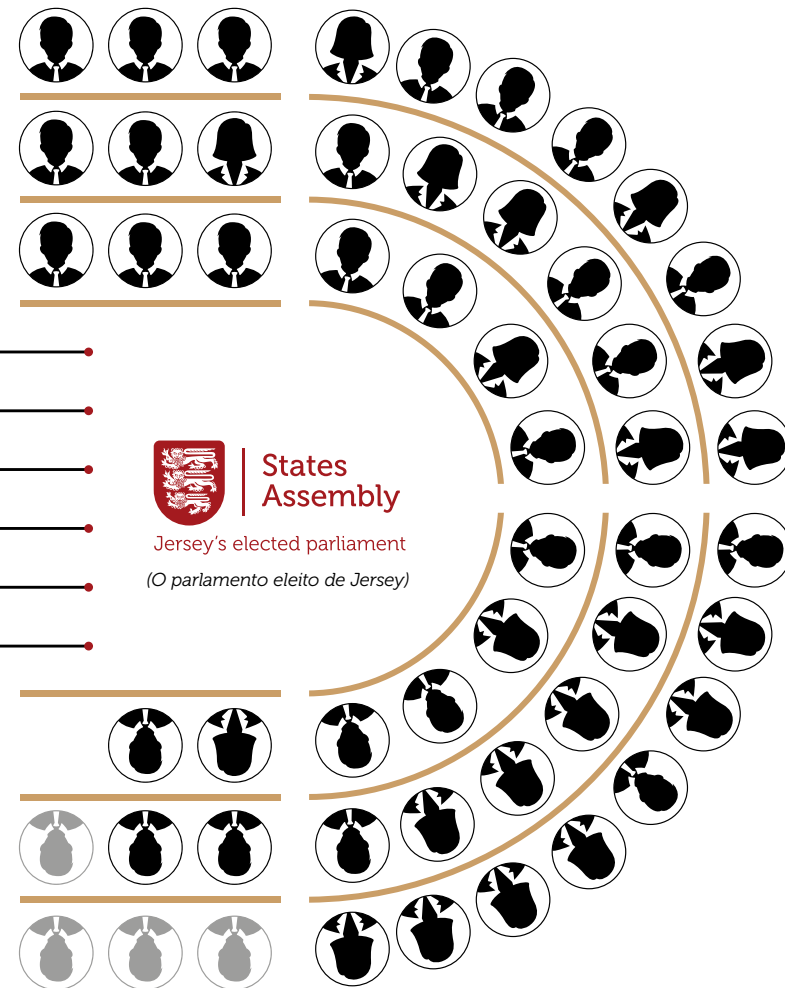 States
Assembly
Jersey's elected parliament
(O parlamento eleito de Jersey)